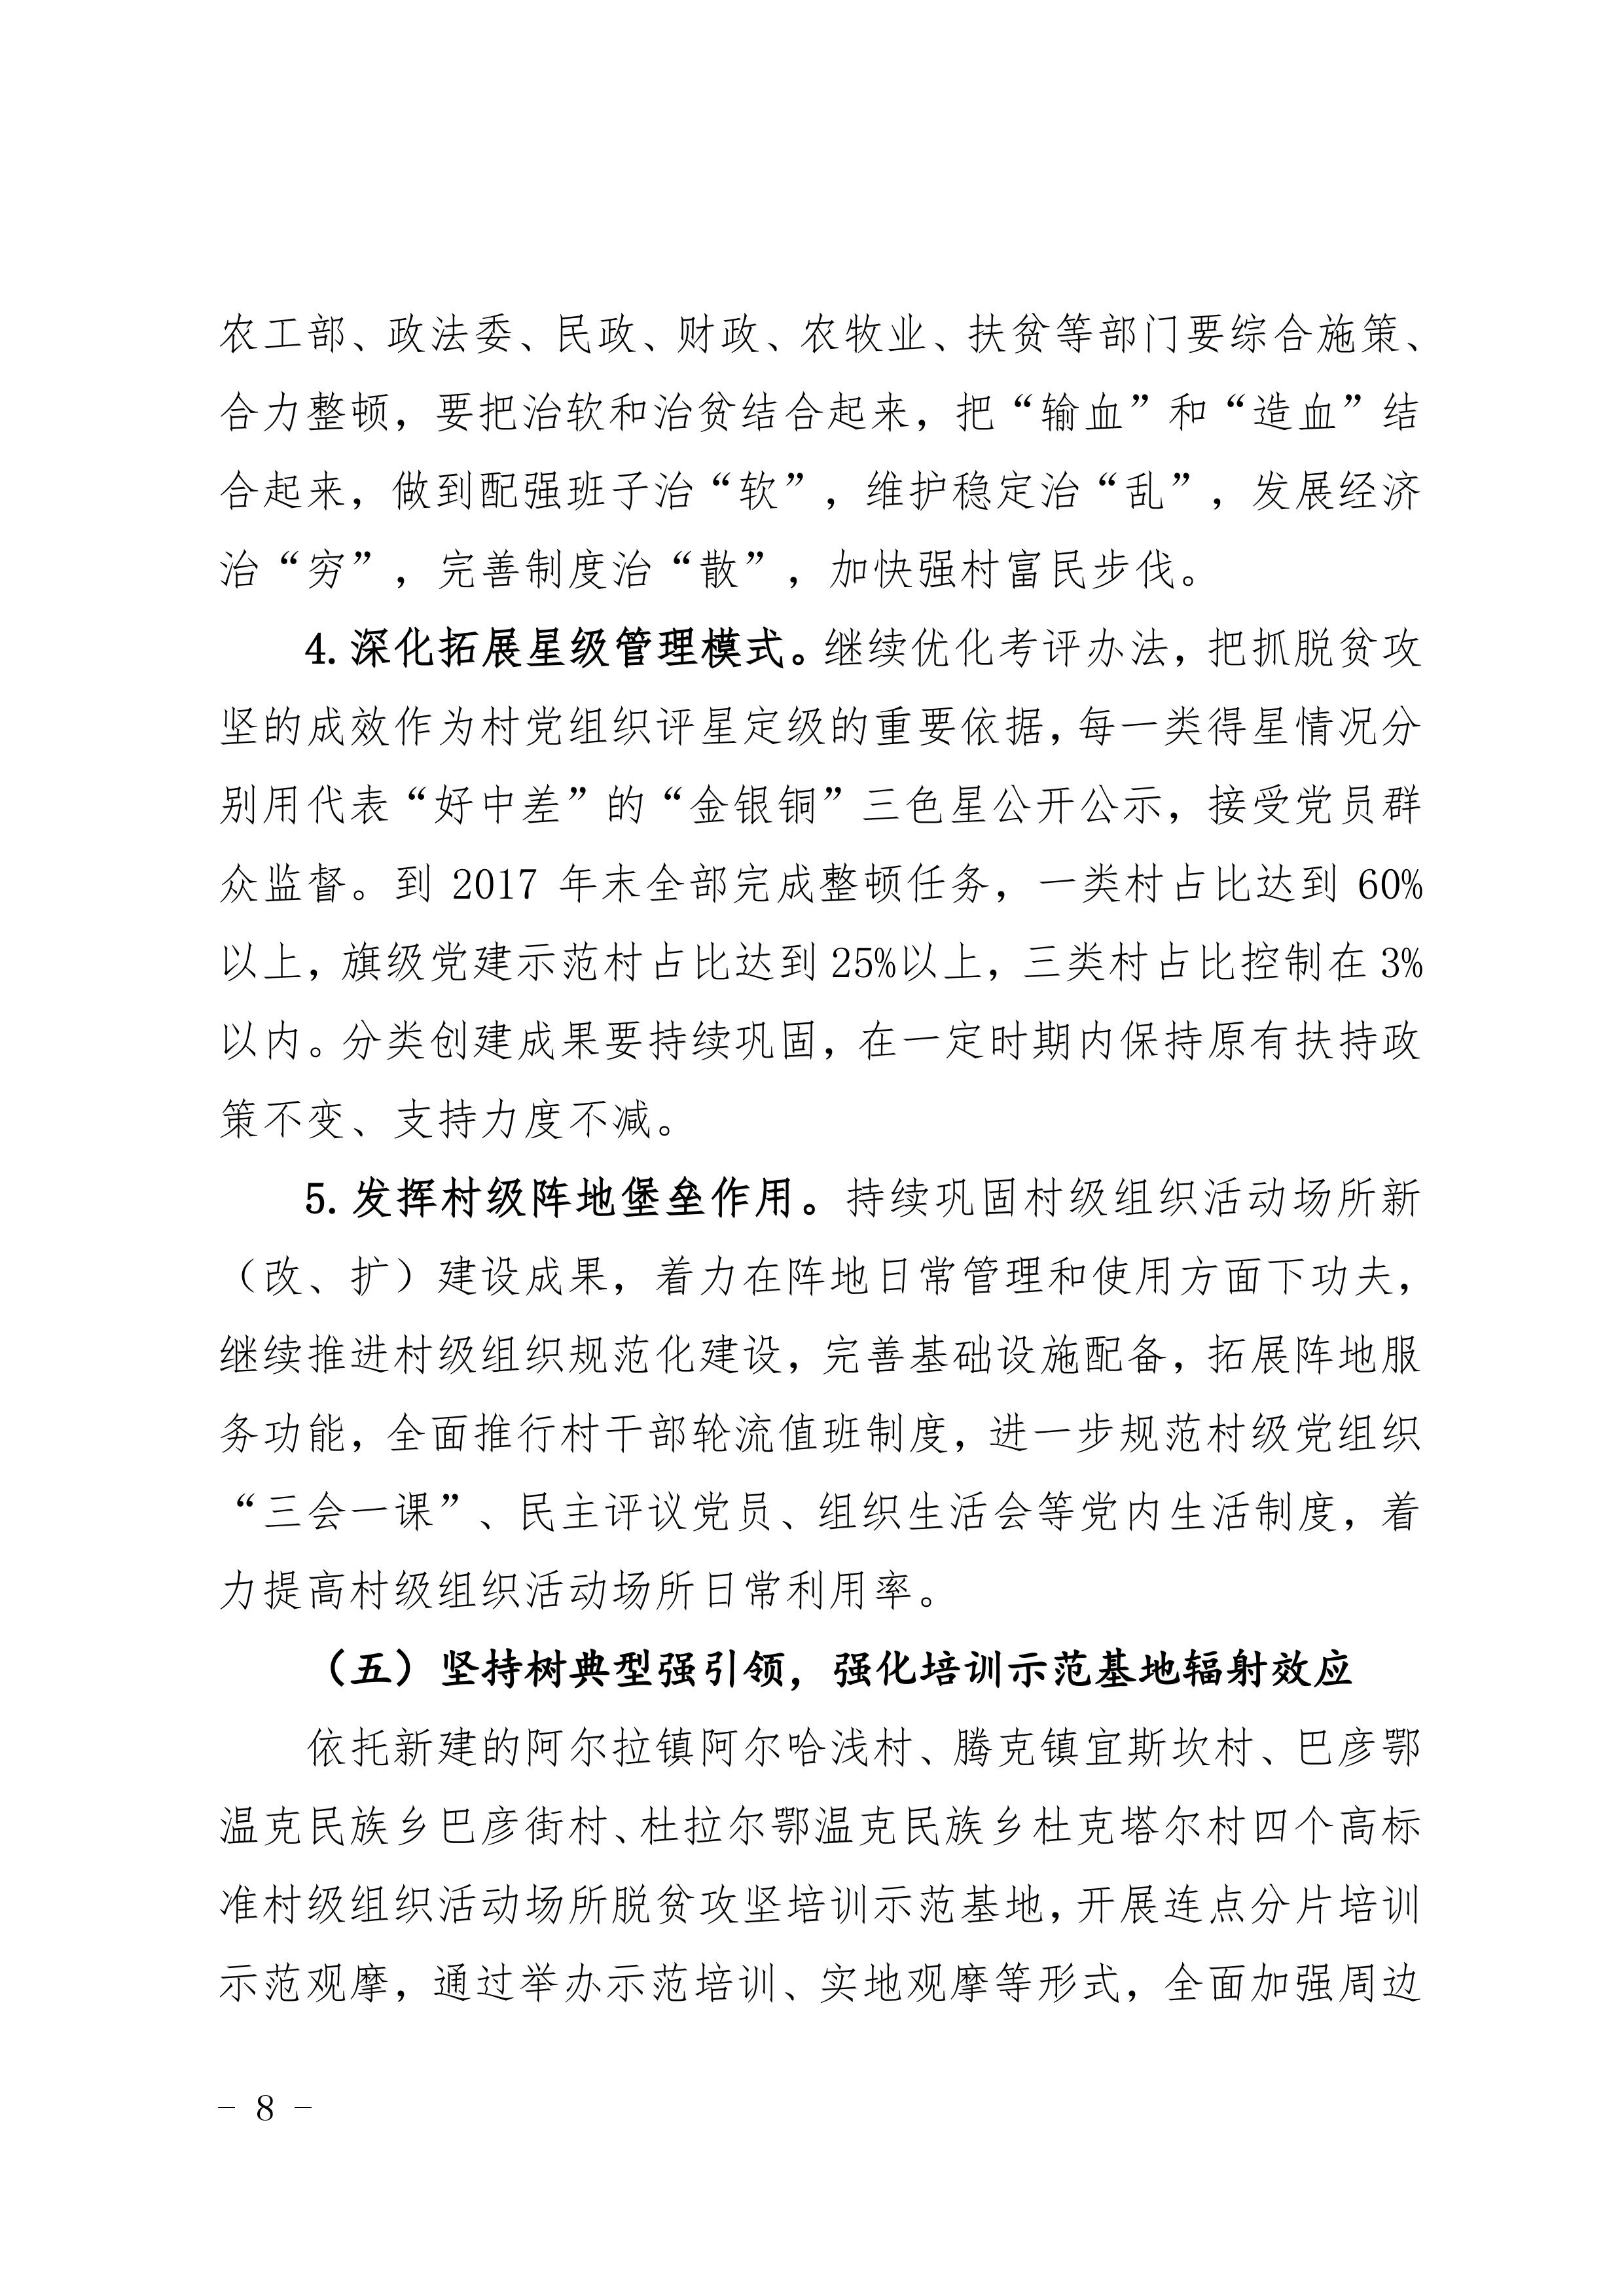 农工部、政法委、民政、财政、农牧业、扶贫等部门要综合施策、
合力整顿，要把治软和治贫结合起来，把“输血”和“造血”结
合起来，做到配强班子治“软”，维护稳定治“乱”，发展经济
治“穷”，完善制度治“散”，加快强村富民步伐。
4.深化拓展星级管理模式。继续优化考评办法，把抓脱贫攻
坚的成效作为村党组织评星定级的重要依据，每一类得星情况分
别用代表“好中差”的“金银铜”三色星公开公示，接受党员群
众监督。到 2017 年末全部完成整顿任务，一类村占比达到 60%
以上，旗级党建示范村占比达到 25%以上，三类村占比控制在 3%
以内。分类创建成果要持续巩固，在一定时期内保持原有扶持政
策不变、支持力度不减。
5.发挥村级阵地堡垒作用。持续巩固村级组织活动场所新
（改、扩）建设成果，着力在阵地日常管理和使用方面下功夫，
继续推进村级组织规范化建设，完善基础设施配备，拓展阵地服
务功能，全面推行村干部轮流值班制度，进一步规范村级党组织
“三会一课”、民主评议党员、组织生活会等党内生活制度，着
力提高村级组织活动场所日常利用率。
（五）坚持树典型强引领，强化培训示范基地辐射效应
依托新建的阿尔拉镇阿尔哈浅村、腾克镇宜斯坎村、巴彦鄂
温克民族乡巴彦街村、杜拉尔鄂温克民族乡杜克塔尔村四个高标
准村级组织活动场所脱贫攻坚培训示范基地，开展连点分片培训
示范观摩，通过举办示范培训、实地观摩等形式，全面加强周边
- 8 -